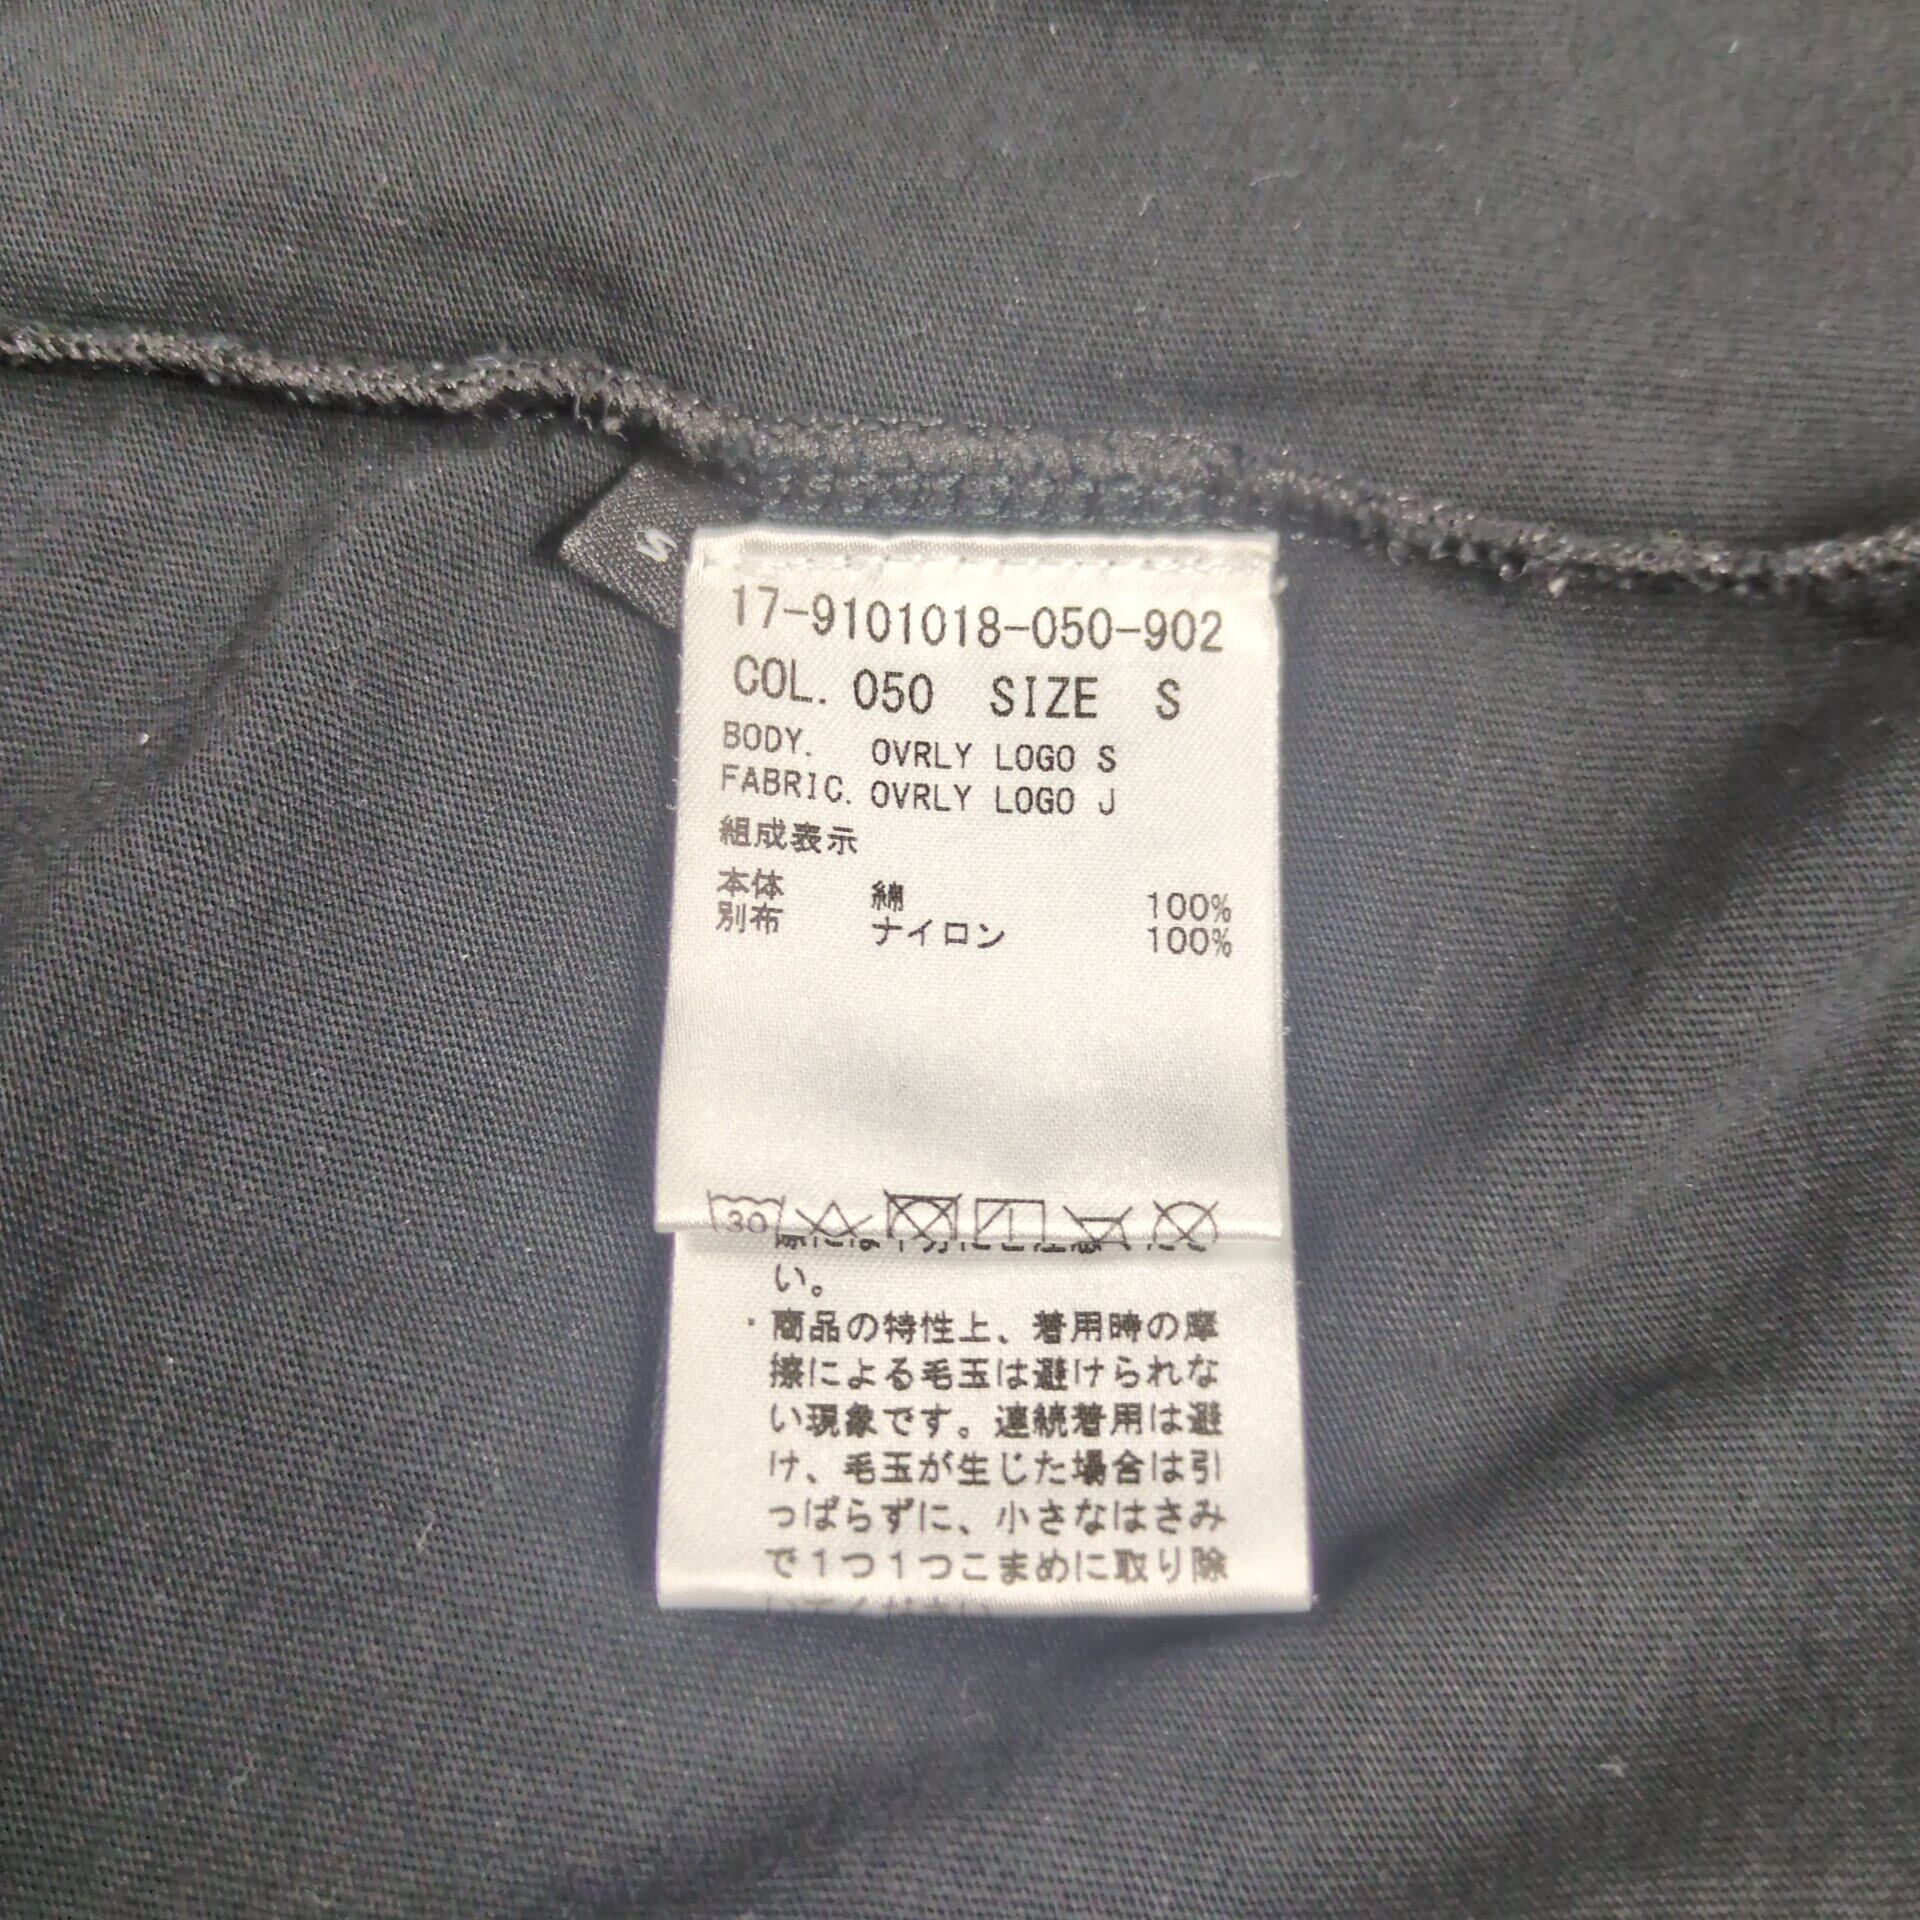 S
17-9101018-050-902
COL. 050 SIZE S
BODY. OVRLY LOGO S
FABRIC. OVRLY LOGO J
組成表示
本体 綿 100%
別布 ナイロン 100%
30
い。
・商品の特性上、着用時の摩
擦による毛玉は避けられな
い現象です。連続着用は避
け、毛玉が生じた場合は引
っぱらずに、小さなはさみ
で1つ1つこまめに取り除